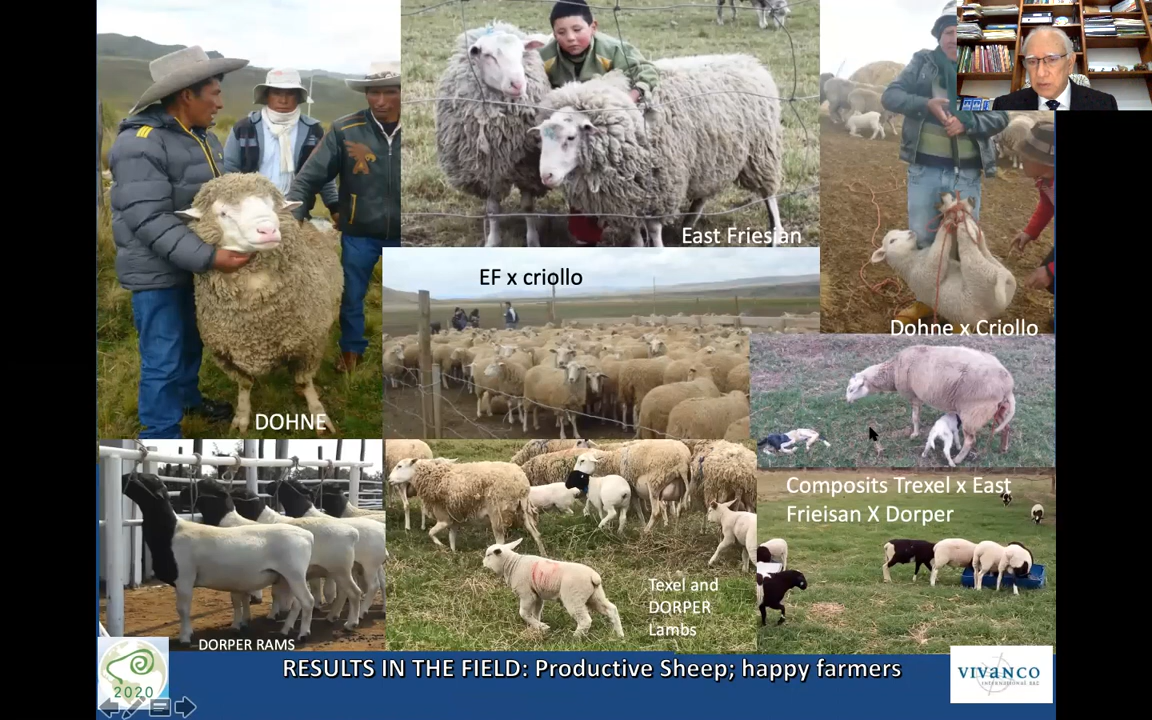 East Friesian
EF x criollo
Dohne x Criollo
DOHNE
Composits Trexel x East
Frieisan X Dorper
Texel and
DORPER
Lambs
DORPER RAMS
RESULTS IN THE FIELD: Productive Sheep; happy farmers
2020
VIVANCO
INTERNATIONAL SAC